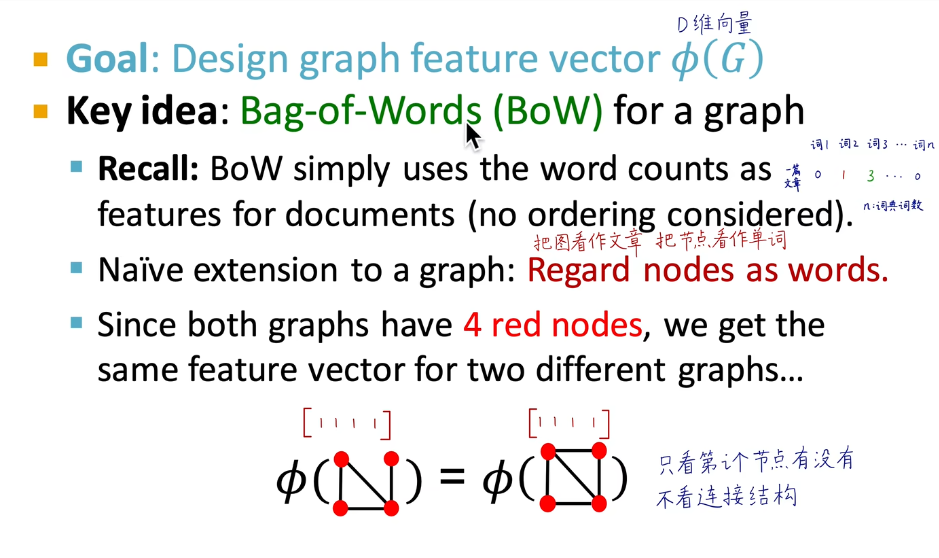 D维向量
Goal: Design graph feature vector ϕ(G)
Key idea: Bag-of-Words (BoW) for a graph
词1 词2 词3 … 词n
Recall: BoW simply uses the word counts as
一篇文章 0 1 3 … 0
features for documents (no ordering considered).
n:词典词数
把图看作文章 把节点看作单词
Naïve extension to a graph: Regard nodes as words.
Since both graphs have 4 red nodes, we get the
same feature vector for two different graphs…
[1 1 1 1] [1 1 1 1]
ϕ( ) = ϕ( )
只看第i个节点有没有
不看连接结构